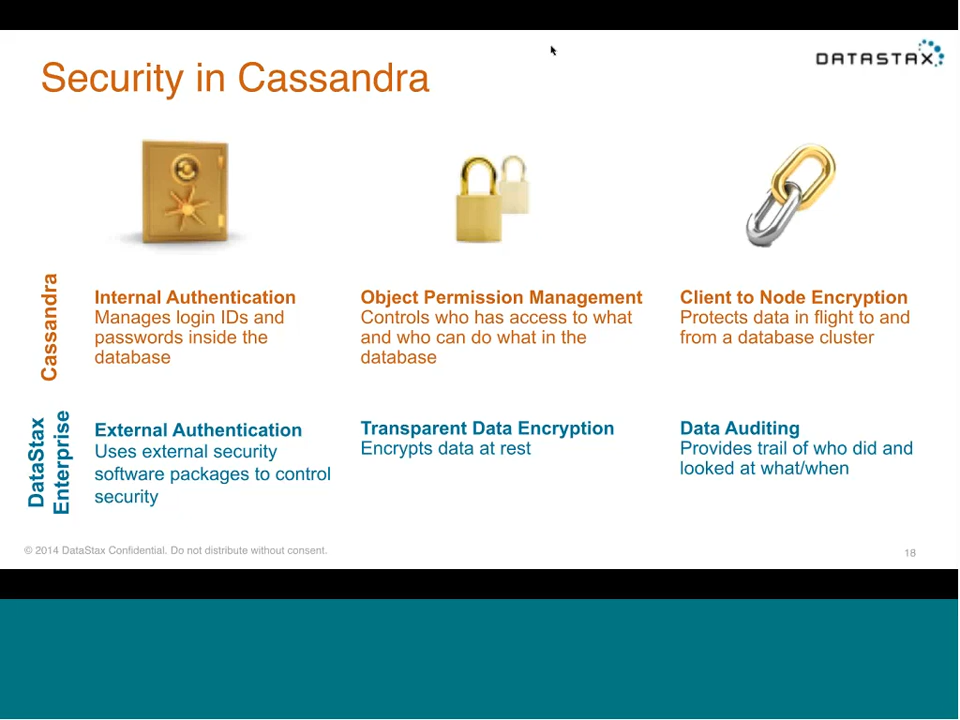 DATASTAX
Security in Cassandra
Cassandra
Internal Authentication
Manages login IDs and
passwords inside the
database
Object Permission Management
Controls who has access to what
and who can do what in the
database
Client to Node Encryption
Protects data in flight to and
from a database cluster
DataStax
Enterprise
External Authentication
Uses external security
software packages to control
security
Transparent Data Encryption
Encrypts data at rest
Data Auditing
Provides trail of who did and
looked at what/when
© 2014 DataStax Confidential. Do not distribute without consent.
18